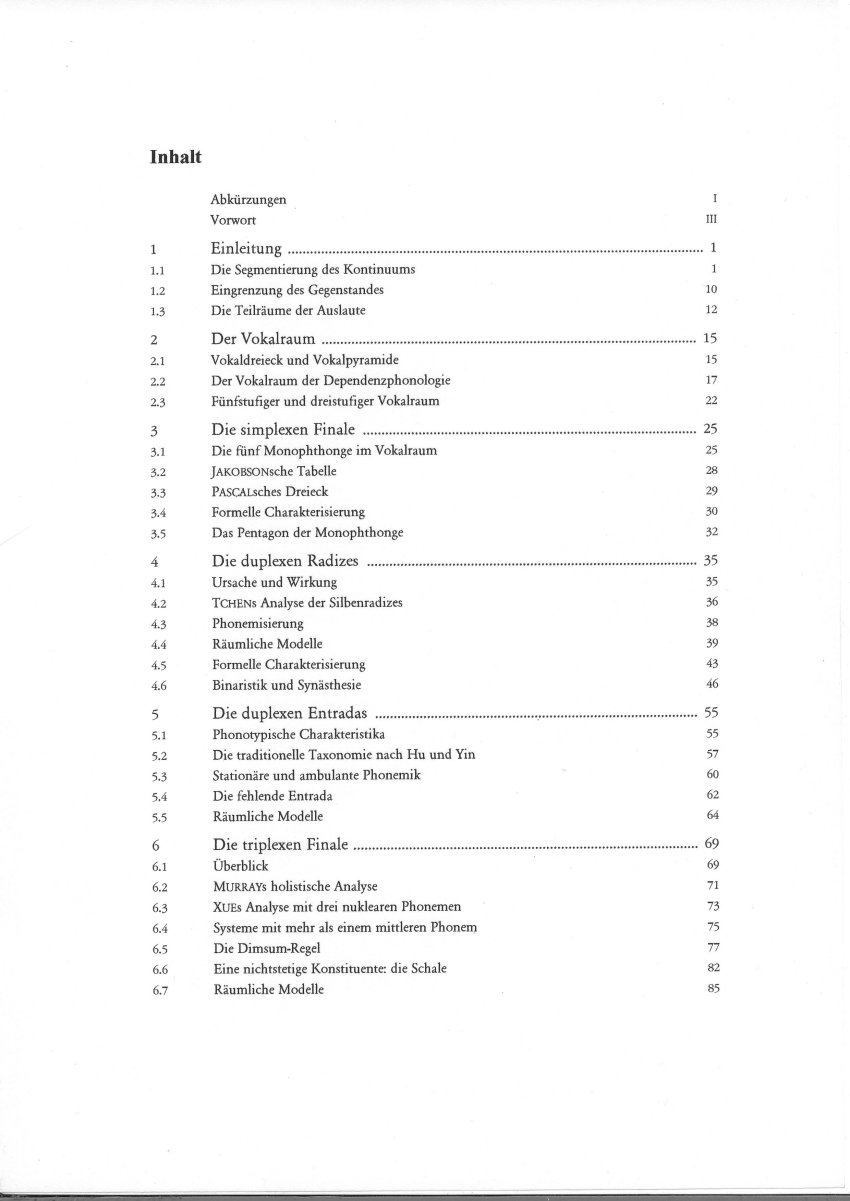 Inhalt
Abkürzungen I
Vorwort III
1 Einleitung ........ 1
1.1 Die Segmentierung des Kontinuums 1
1.2 Eingrenzung des Gegenstandes 10
1.3 Die Teilräume der Auslaute 12
2 Der Vokalraum ........ 15
2.1 Vokaldreieck und Vokalpyramide 15
2.2 Der Vokalraum der Dependenzphonologie 17
2.3 Fünfstufiger und dreistufiger Vokalraum 22
3 Die simplexen Finale ........ 25
3.1 Die fünf Monophthonge im Vokalraum 25
3.2 JAKOBSONsche Tabelle 28
3.3 PASCALsches Dreieck 29
3.4 Formelle Charakterisierung 30
3.5 Das Pentagon der Monophthonge 32
4 Die duplexen Radizes ........ 35
4.1 Ursache und Wirkung 35
4.2 TCHENs Analyse der Silbenradizes 36
4.3 Phonemisierung 38
4.4 Räumliche Modelle 39
4.5 Formelle Charakterisierung 43
4.6 Binaristik und Synästhesie 46
5 Die duplexen Entradas ........ 55
5.1 Phonotypische Charakteristika 55
5.2 Die traditionelle Taxonomie nach Hu und Yin 57
5.3 Stationäre und ambulante Phonemik 60
5.4 Die fehlende Entrada 62
5.5 Räumliche Modelle 64
6 Die triplexen Finale ........ 69
6.1 Überblick 69
6.2 MURRAYs holistische Analyse 71
6.3 XUEs Analyse mit drei nuklearen Phonemen 73
6.4 Systeme mit mehr als einem mittleren Phonem 75
6.5 Die Dimsum-Regel 77
6.6 Eine nichtstetige Konstituente: die Schale 82
6.7 Räumliche Modelle 85